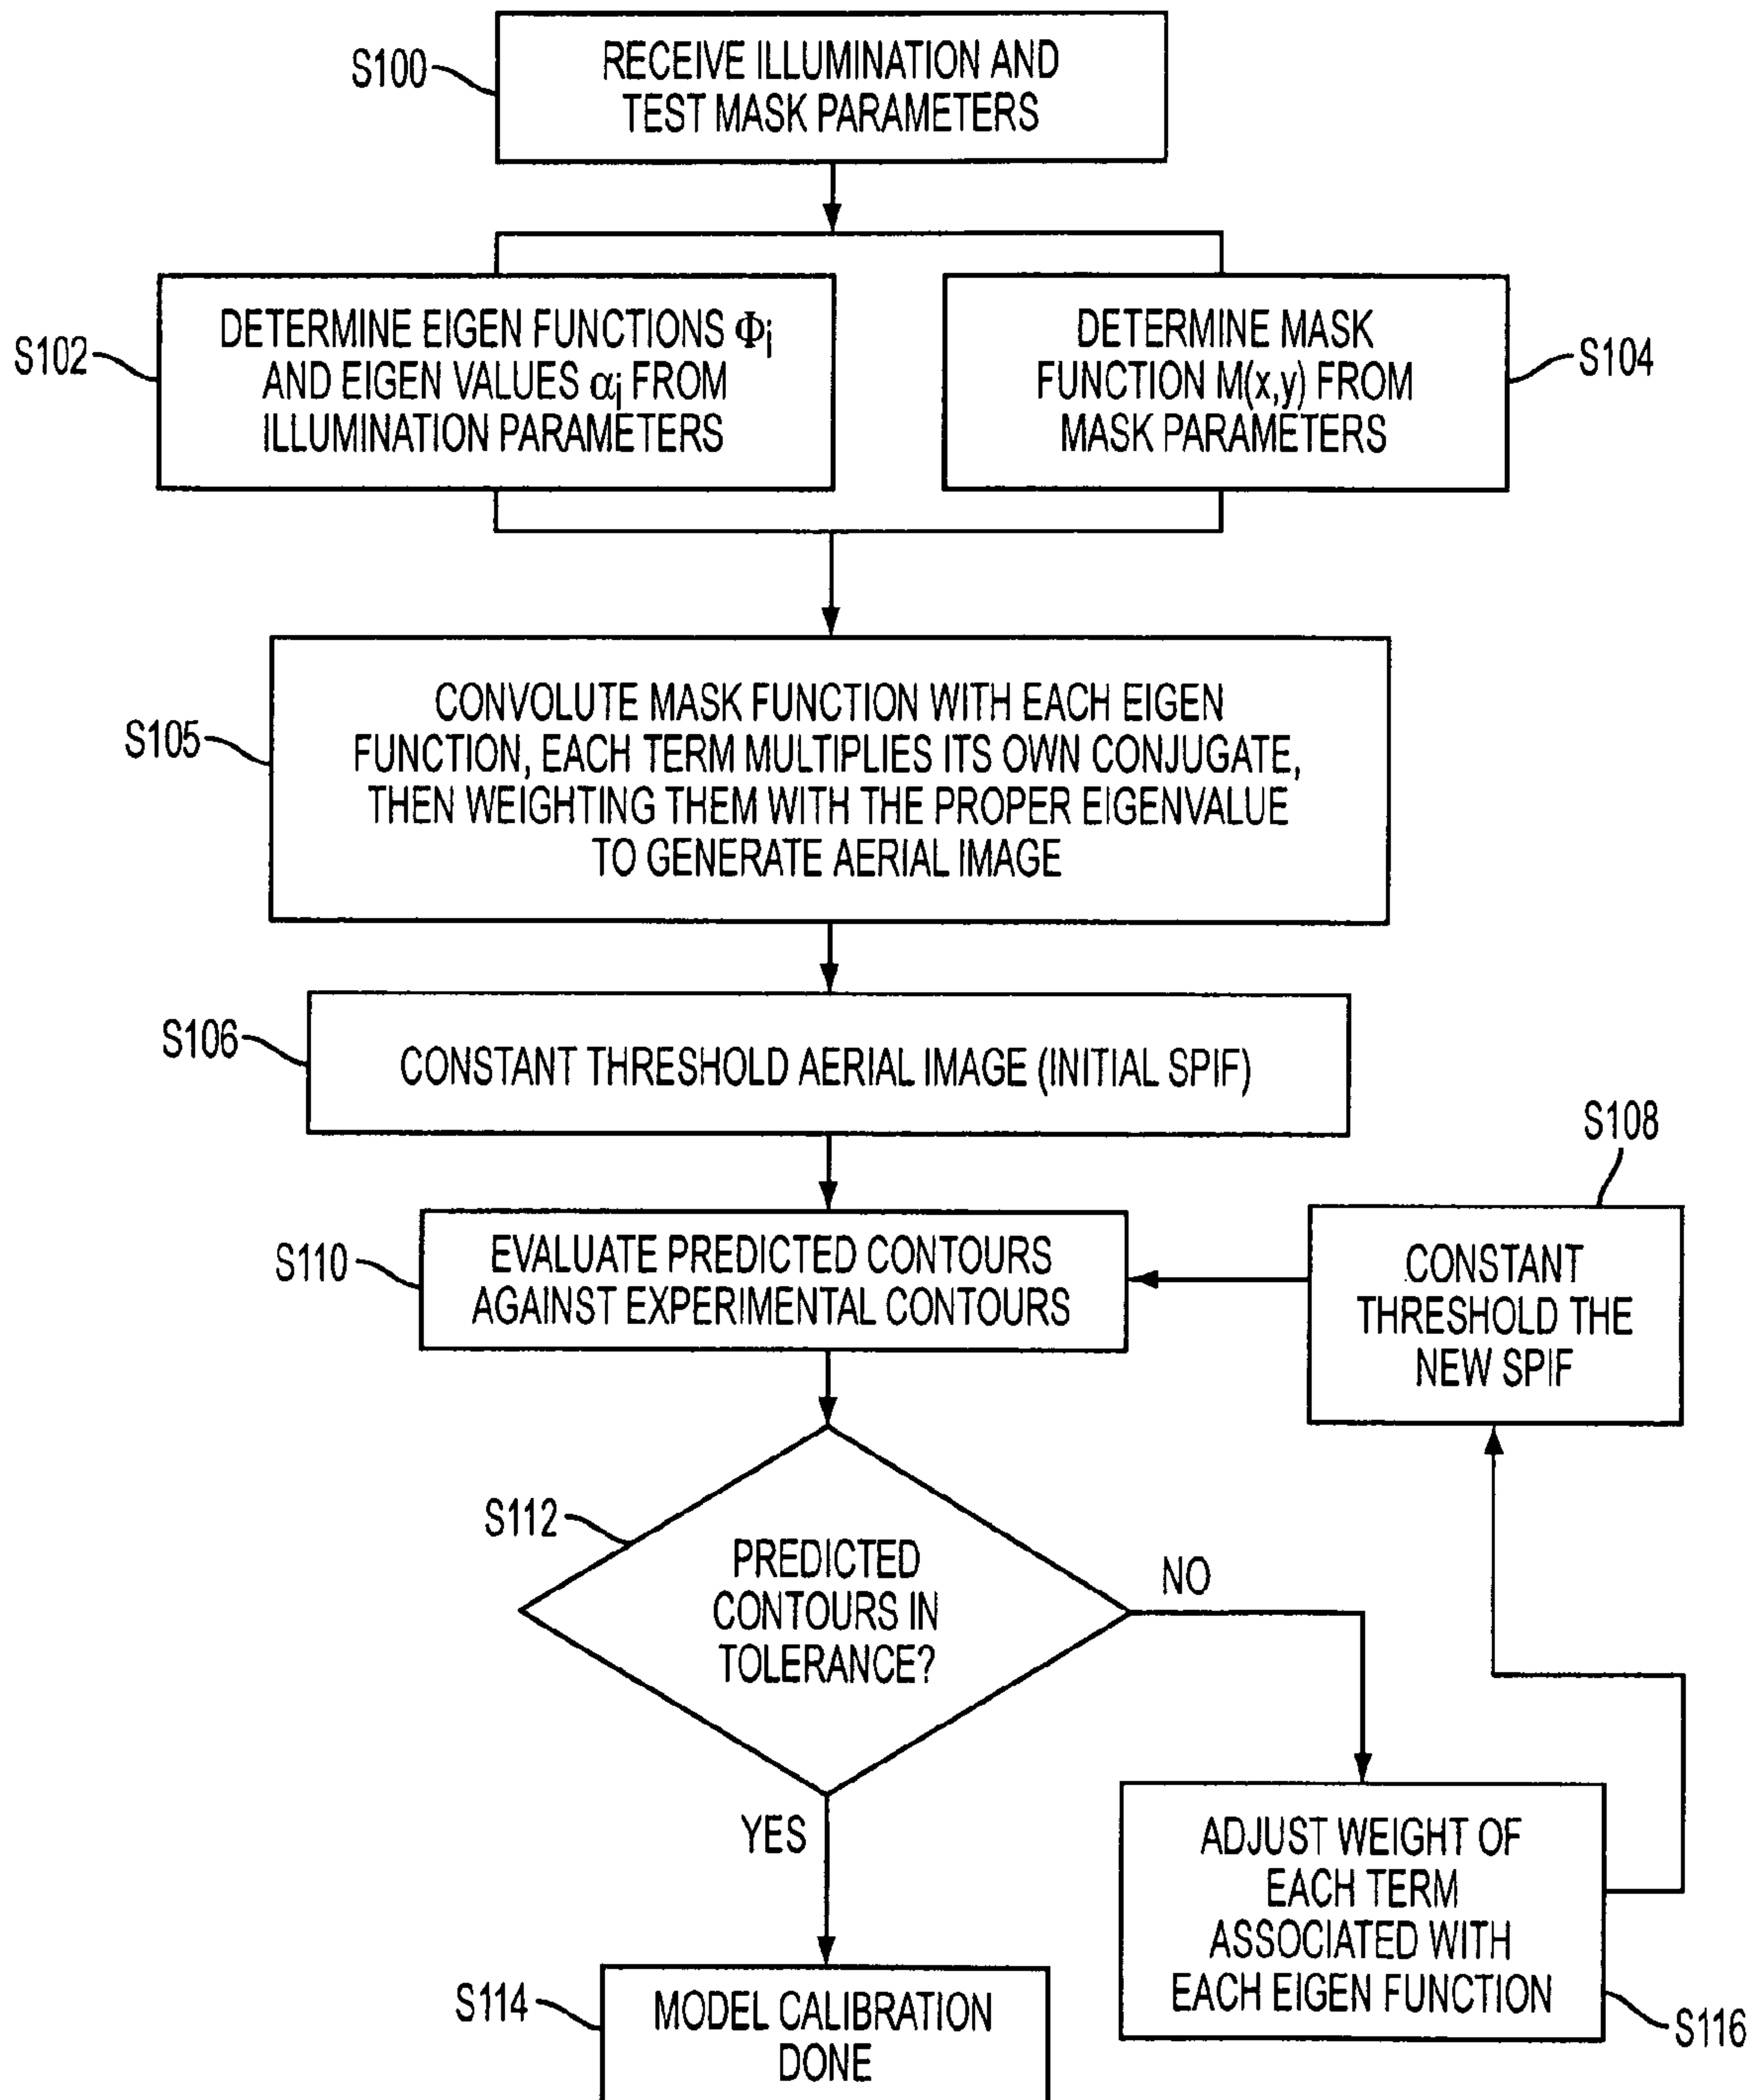 S100
RECEIVE ILLUMINATION AND
TEST MASK PARAMETERS
S102
DETERMINE EIGEN FUNCTIONS Φi
AND EIGEN VALUES αi FROM
ILLUMINATION PARAMETERS
DETERMINE MASK
FUNCTION M(x,y) FROM
MASK PARAMETERS
S104
S105
CONVOLUTE MASK FUNCTION WITH EACH EIGEN
FUNCTION, EACH TERM MULTIPLIES ITS OWN CONJUGATE,
THEN WEIGHTING THEM WITH THE PROPER EIGENVALUE
TO GENERATE AERIAL IMAGE
S106
CONSTANT THRESHOLD AERIAL IMAGE (INITIAL SPIF)
S108
CONSTANT
THRESHOLD THE
NEW SPIF
S110
EVALUATE PREDICTED CONTOURS
AGAINST EXPERIMENTAL CONTOURS
S112
PREDICTED
CONTOURS IN
TOLERANCE?
NO
YES
ADJUST WEIGHT OF
EACH TERM
ASSOCIATED WITH
EACH EIGEN FUNCTION
S116
S114
MODEL CALIBRATION
DONE